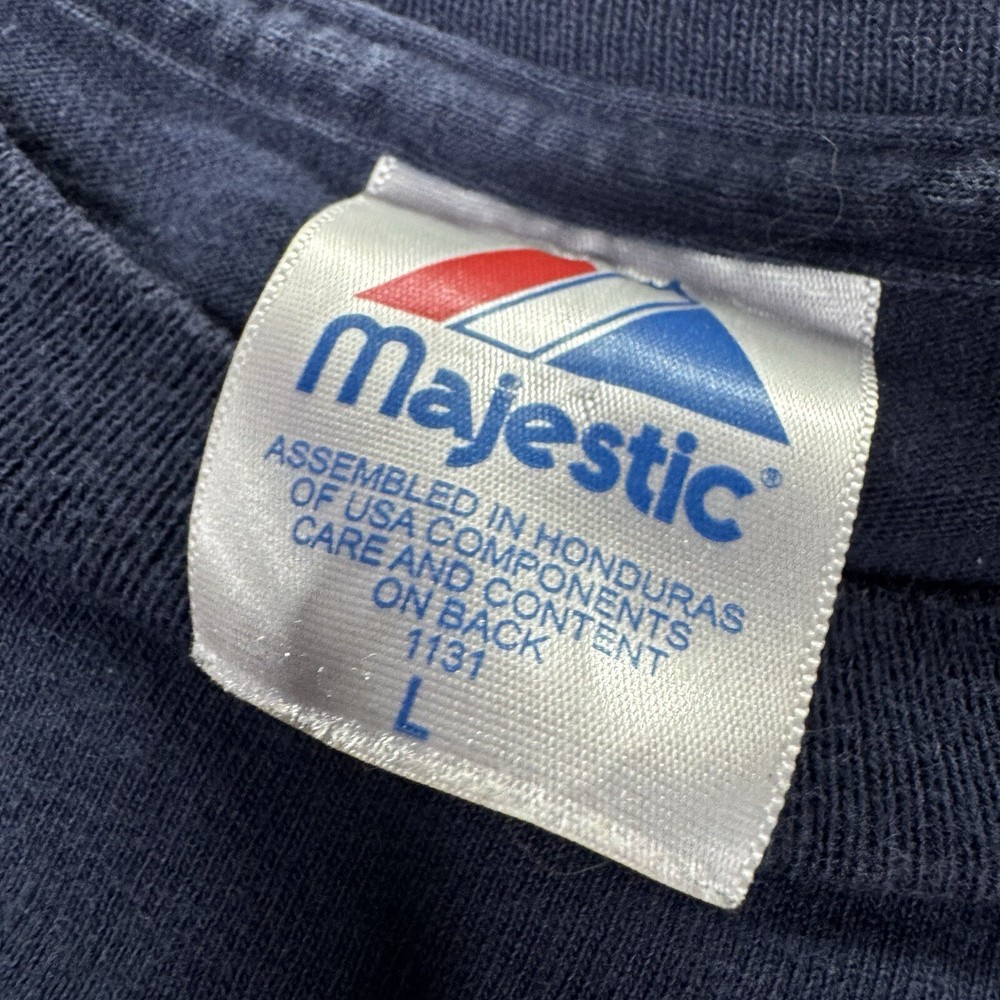 majestic®
ASSEMBLED IN HONDURAS
OF USA COMPONENTS
CARE AND CONTENT
ON BACK
1131
L